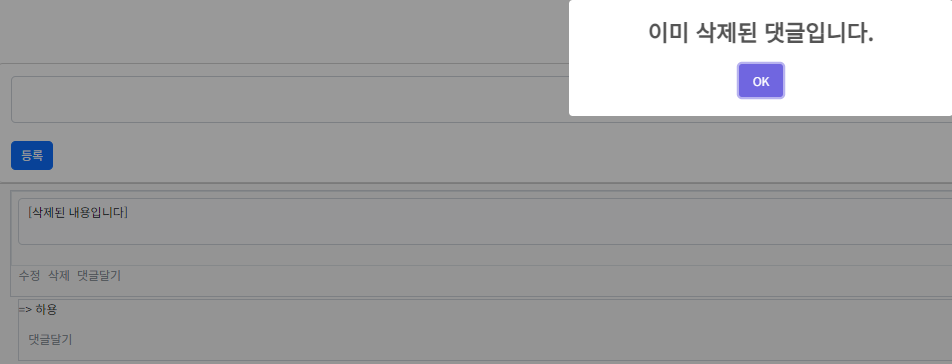 이미 삭제된 댓글입니다.
OK
등록
[삭제된 내용입니다]
수정 삭제 댓글달기
=> 하용
댓글달기